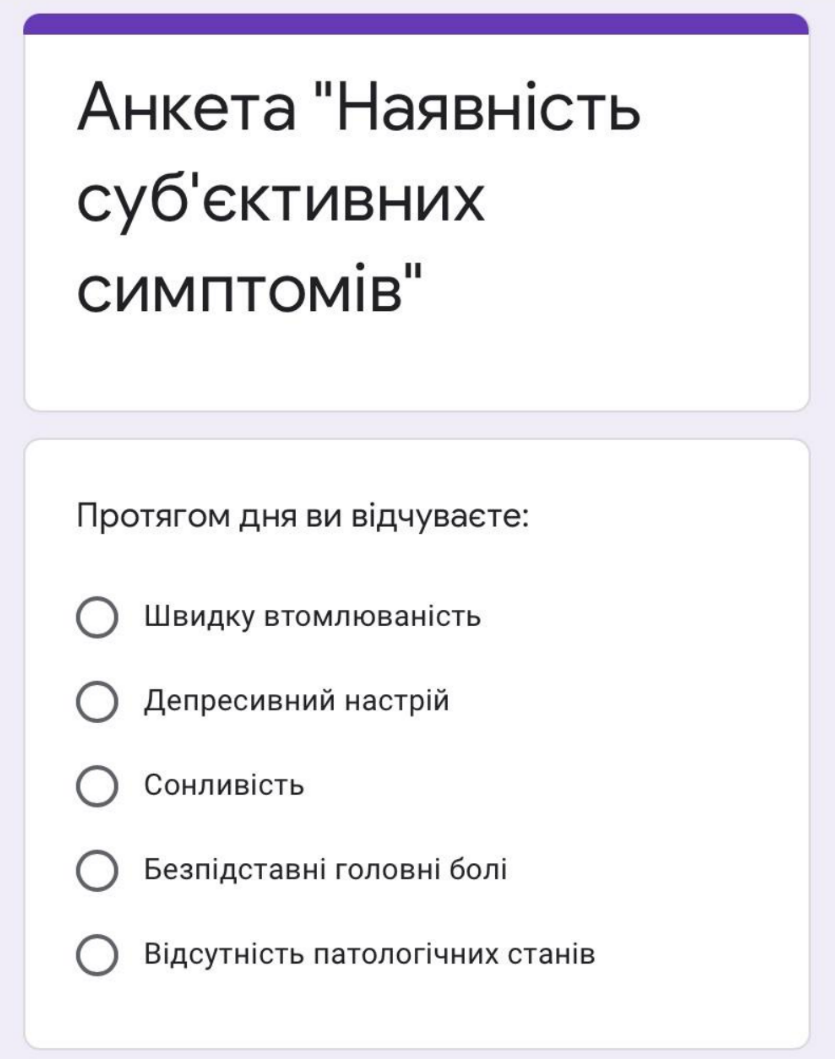 Анкета "Наявність
суб'єктивних
симптомів"
Протягом дня ви відчуваєте:
Швидку втомлюваність
Депресивний настрій
Сонливість
Безпідставні головні болі
Відсутність патологічних станів